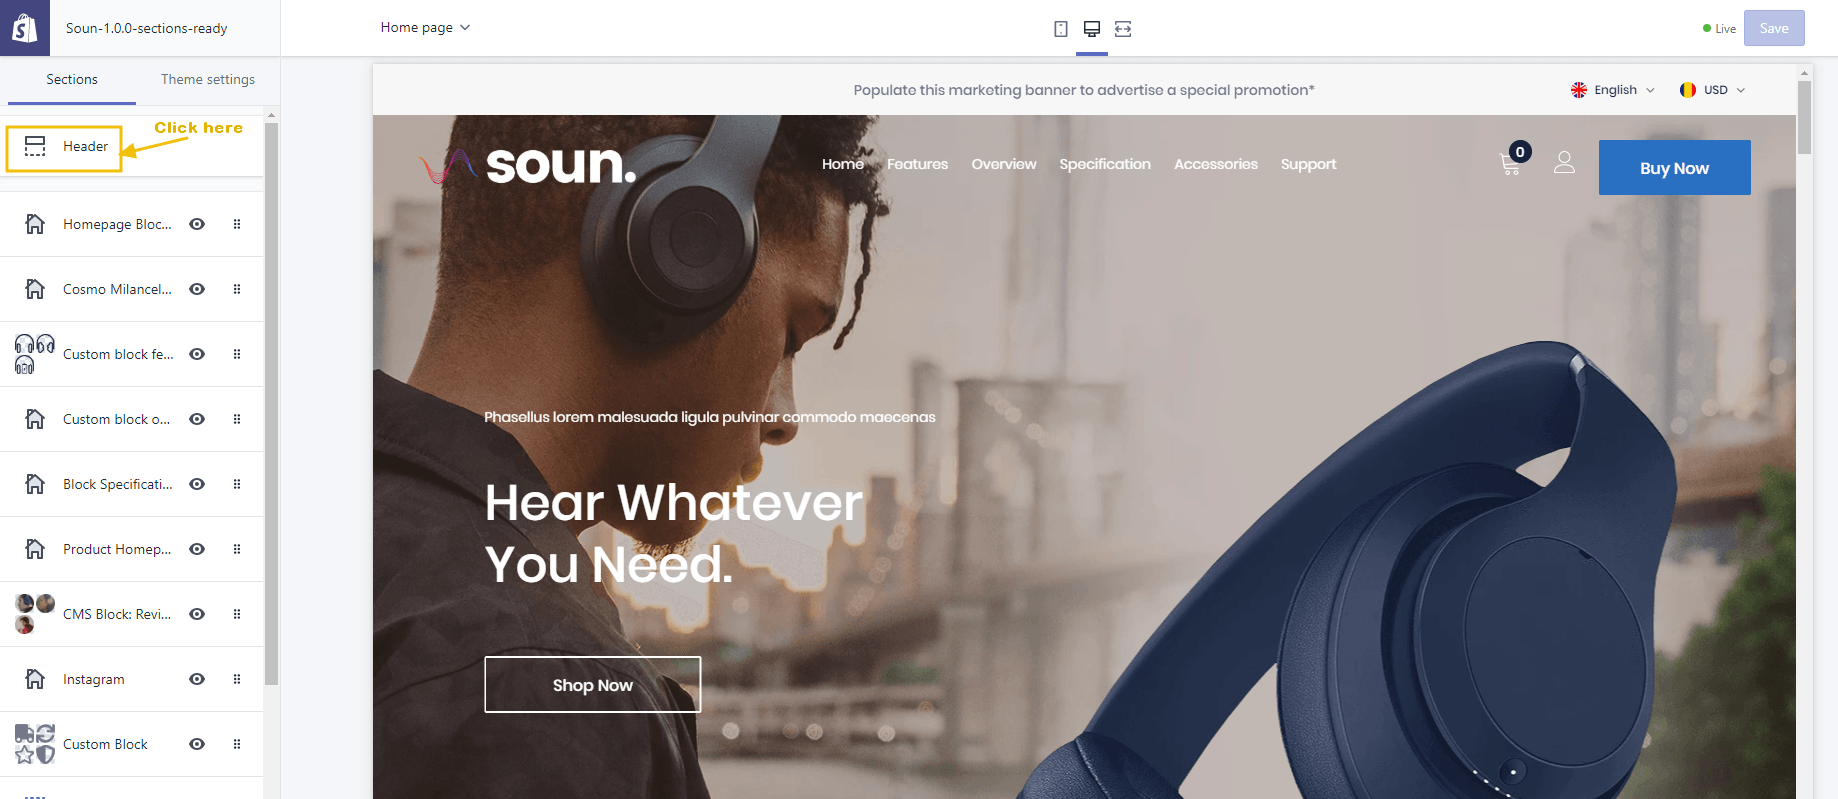 Soun-1.0.0-sections-ready
Home page
Live
Save
Sections
Theme settings
Click here
Header
Homepage Bloc...
Cosmo Milancel...
Custom block fe...
Custom block o...
Block Specificati...
Product Homep...
CMS Block: Revi...
Instagram
Custom Block
Populate this marketing banner to advertise a special promotion*
English
USD
soun.
Home
Features
Overview
Specification
Accessories
Support
0
Buy Now
Phasellus lorem malesuada ligula pulvinar commodo maecenas
Hear Whatever
You Need.
Shop Now